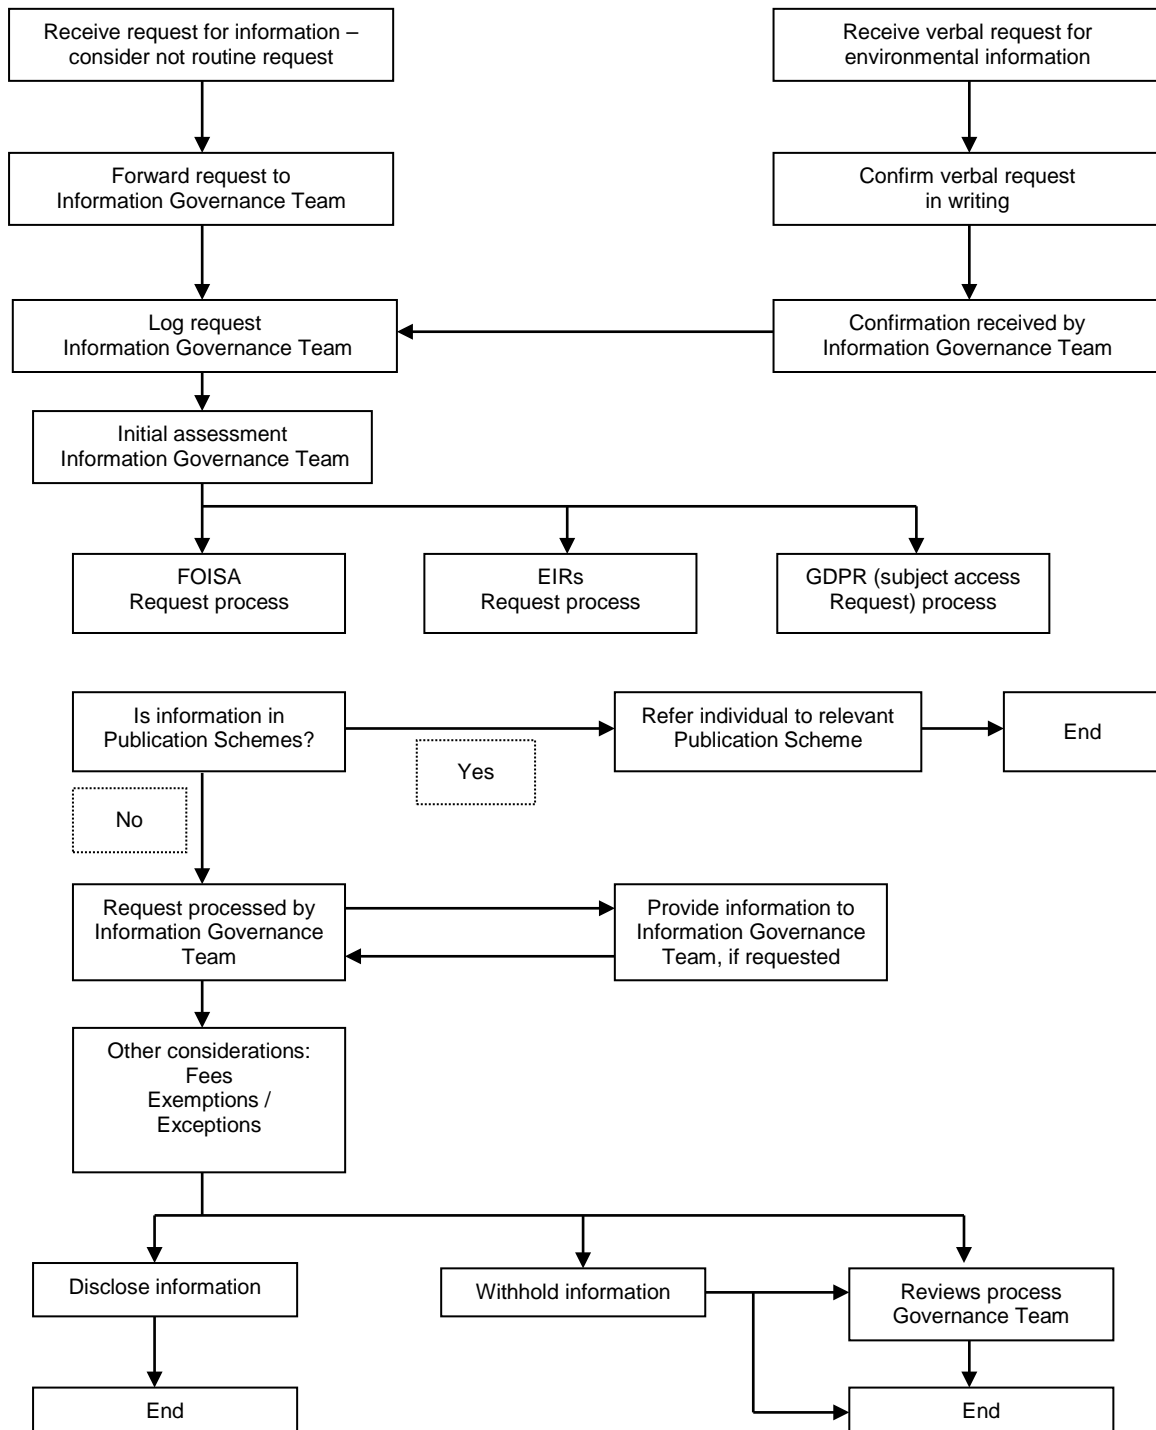 Receive request for information –
consider not routine request
Receive verbal request for
environmental information
Forward request to
Information Governance Team
Confirm verbal request
in writing
Log request
Information Governance Team
Confirmation received by
Information Governance Team
Initial assessment
Information Governance Team
FOISA
Request process
EIRs
Request process
GDPR (subject access
Request) process
Is information in
Publication Schemes?
Refer individual to relevant
Publication Scheme
End
Yes
No
Request processed by
Information Governance
Team
Provide information to
Information Governance
Team, if requested
Other considerations:
Fees
Exemptions /
Exceptions
Disclose information
Withhold information
Reviews process
Governance Team
End
End